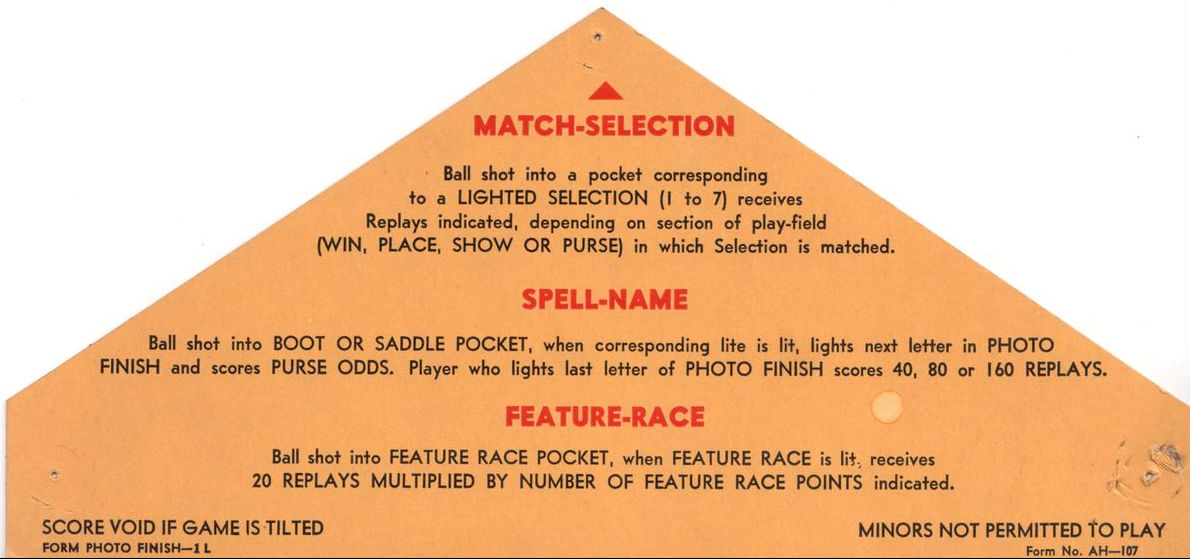 MATCH-SELECTION
Ball shot into a pocket corresponding
to a LIGHTED SELECTION (1 to 7) receives
Replays indicated, depending on section of play-field
(WIN, PLACE, SHOW OR PURSE) in which Selection is matched.
SPELL-NAME
Ball shot into BOOT OR SADDLE POCKET, when corresponding lite is lit, lights next letter in PHOTO
FINISH and scores PURSE ODDS. Player who lights last letter of PHOTO FINISH scores 40, 80 or 160 REPLAYS.
FEATURE-RACE
Ball shot into FEATURE RACE POCKET, when FEATURE RACE is lit, receives
20 REPLAYS MULTIPLIED BY NUMBER OF FEATURE RACE POINTS indicated.
SCORE VOID IF GAME IS TILTED
FORM PHOTO FINISH—1 L
MINORS NOT PERMITTED TO PLAY
Form No. AH—107